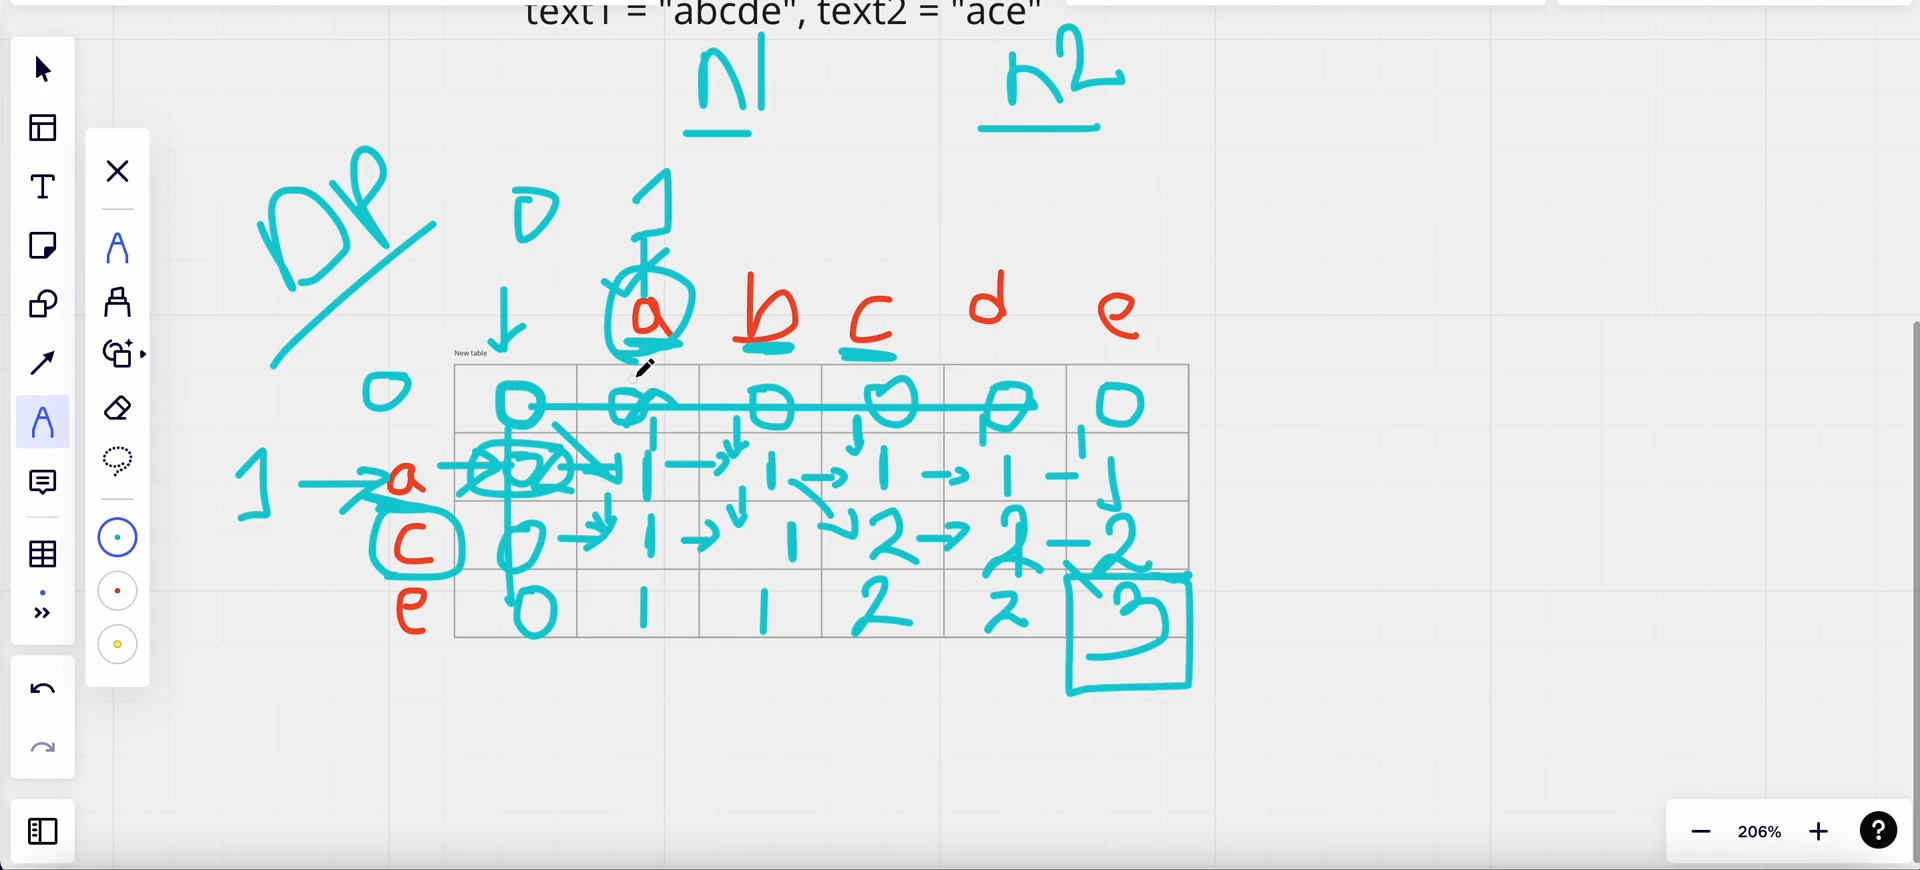 text1 = "abcde", text2 = "ace"
n1 n2
DP
0 1
a b c d e
New table
0 0 0 0 0 0 0
1 a 0 1 1 1 1 1
c 0 1 1 2 2 2
e 0 1 1 2 2 3
T
206%
?